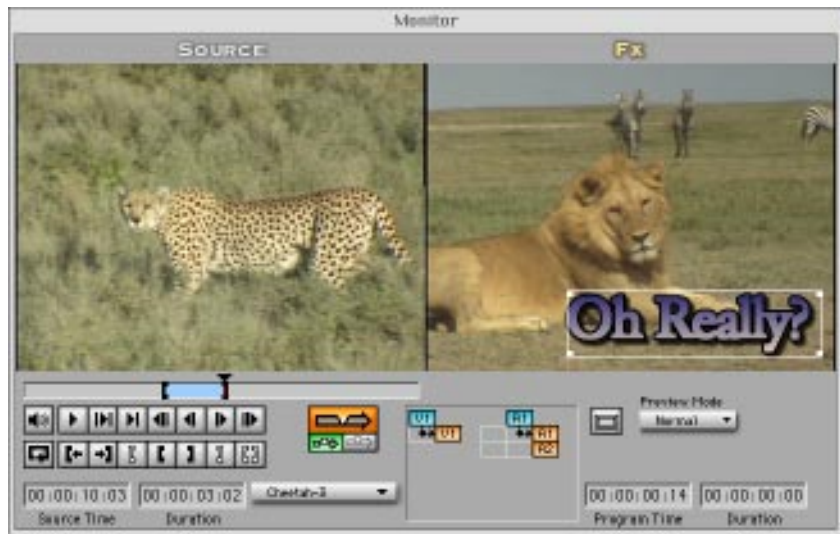 Monitor
SOURCE
FX
Oh Really?
Preview Mode
Normal
V1
V1
A1
A1
A2
00:00:10:03
00:00:03:02
Cheetah-3
00:00:00:14
00:00:00:00
Source Time
Duration
Program Time
Duration